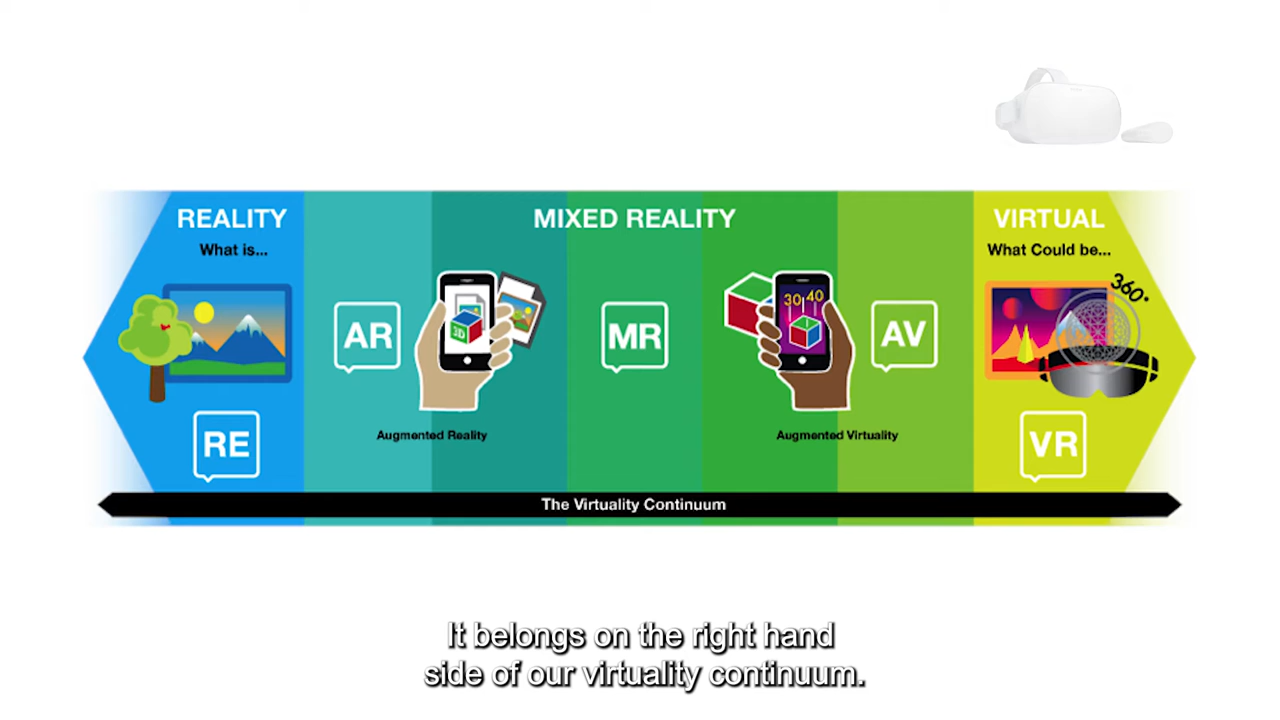 REALITY
What is...
MIXED REALITY
VIRTUAL
What Could be...
360°
AR
3D
MR
30 40
AV
Augmented Reality
Augmented Virtuality
RE
VR
The Virtuality Continuum
It belongs on the right hand
side of our virtuality continuum.